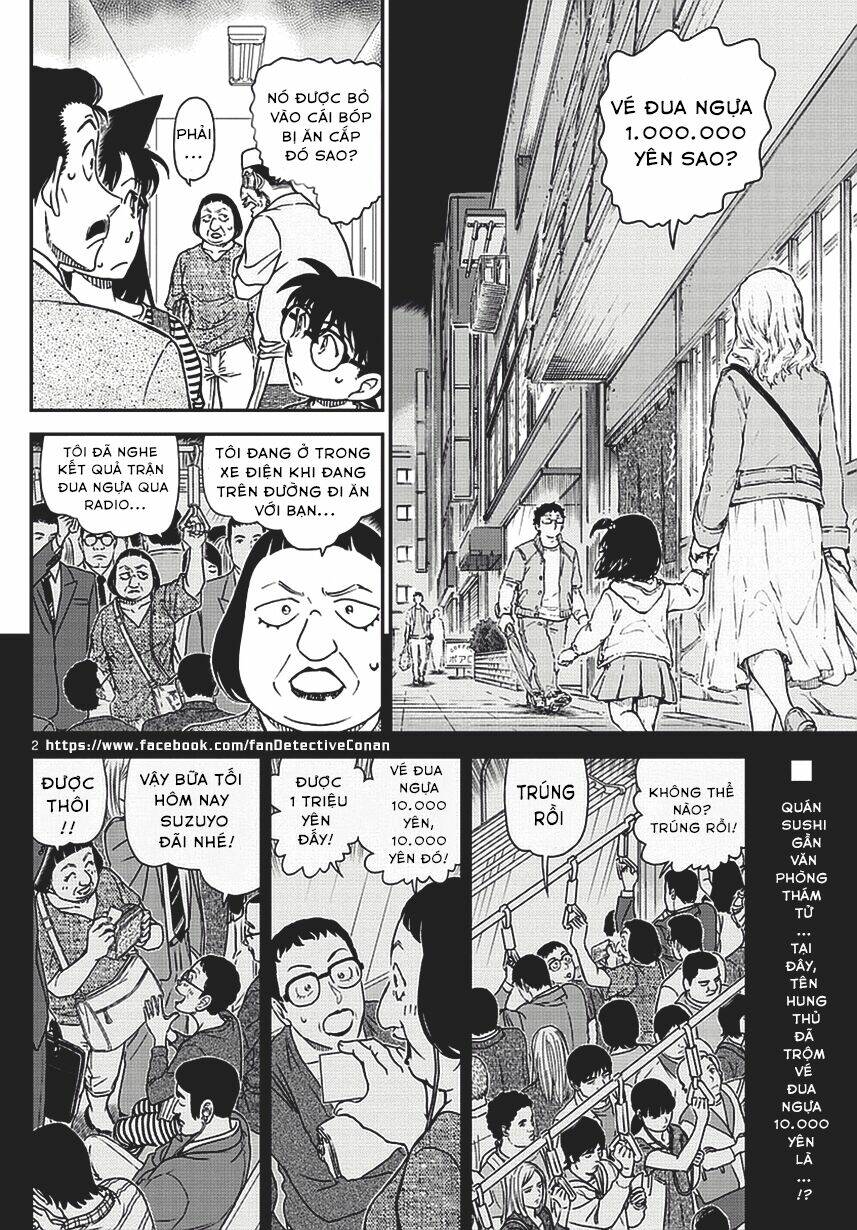 VÉ ĐUA NGỰA
1.000.000
YÊN SAO?
NÓ ĐƯỢC BỎ
VÀO CÁI BÓP
BỊ ĂN CẮP
ĐÓ SAO?
PHẢI
...
TÔI ĐANG Ở TRONG
XE ĐIỆN KHI ĐANG
TRÊN ĐƯỜNG ĐI ĂN
VỚI BẠN...
TÔI ĐÃ NGHE
KẾT QUẢ TRẬN
ĐUA NGỰA QUA
RADIO...
2 https://www.facebook.com/fanDetectiveConan
QUÁN
SUSHI
GẦN VĂN
PHÒNG
THÁM
TỬ
...
TẠI
ĐÂY,
TÊN
HUNG
THỦ
ĐÃ
TRỘM
VÉ
ĐUA
NGỰA
10.000
YÊN
LÀ
...
!?
KHÔNG THỂ
NÀO?
TRÚNG RỒI!
TRÚNG
RỒI
VÉ ĐUA NGỰA
10.000
YÊN,
10.000
YÊN ĐÓ!
ĐƯỢC
1 TRIỆU
YÊN
ĐẤY!
VẬY BỮA TỐI
HÔM NAY
SUZUYO
ĐÃI NHÉ!
ĐƯỢC
THÔI
!!